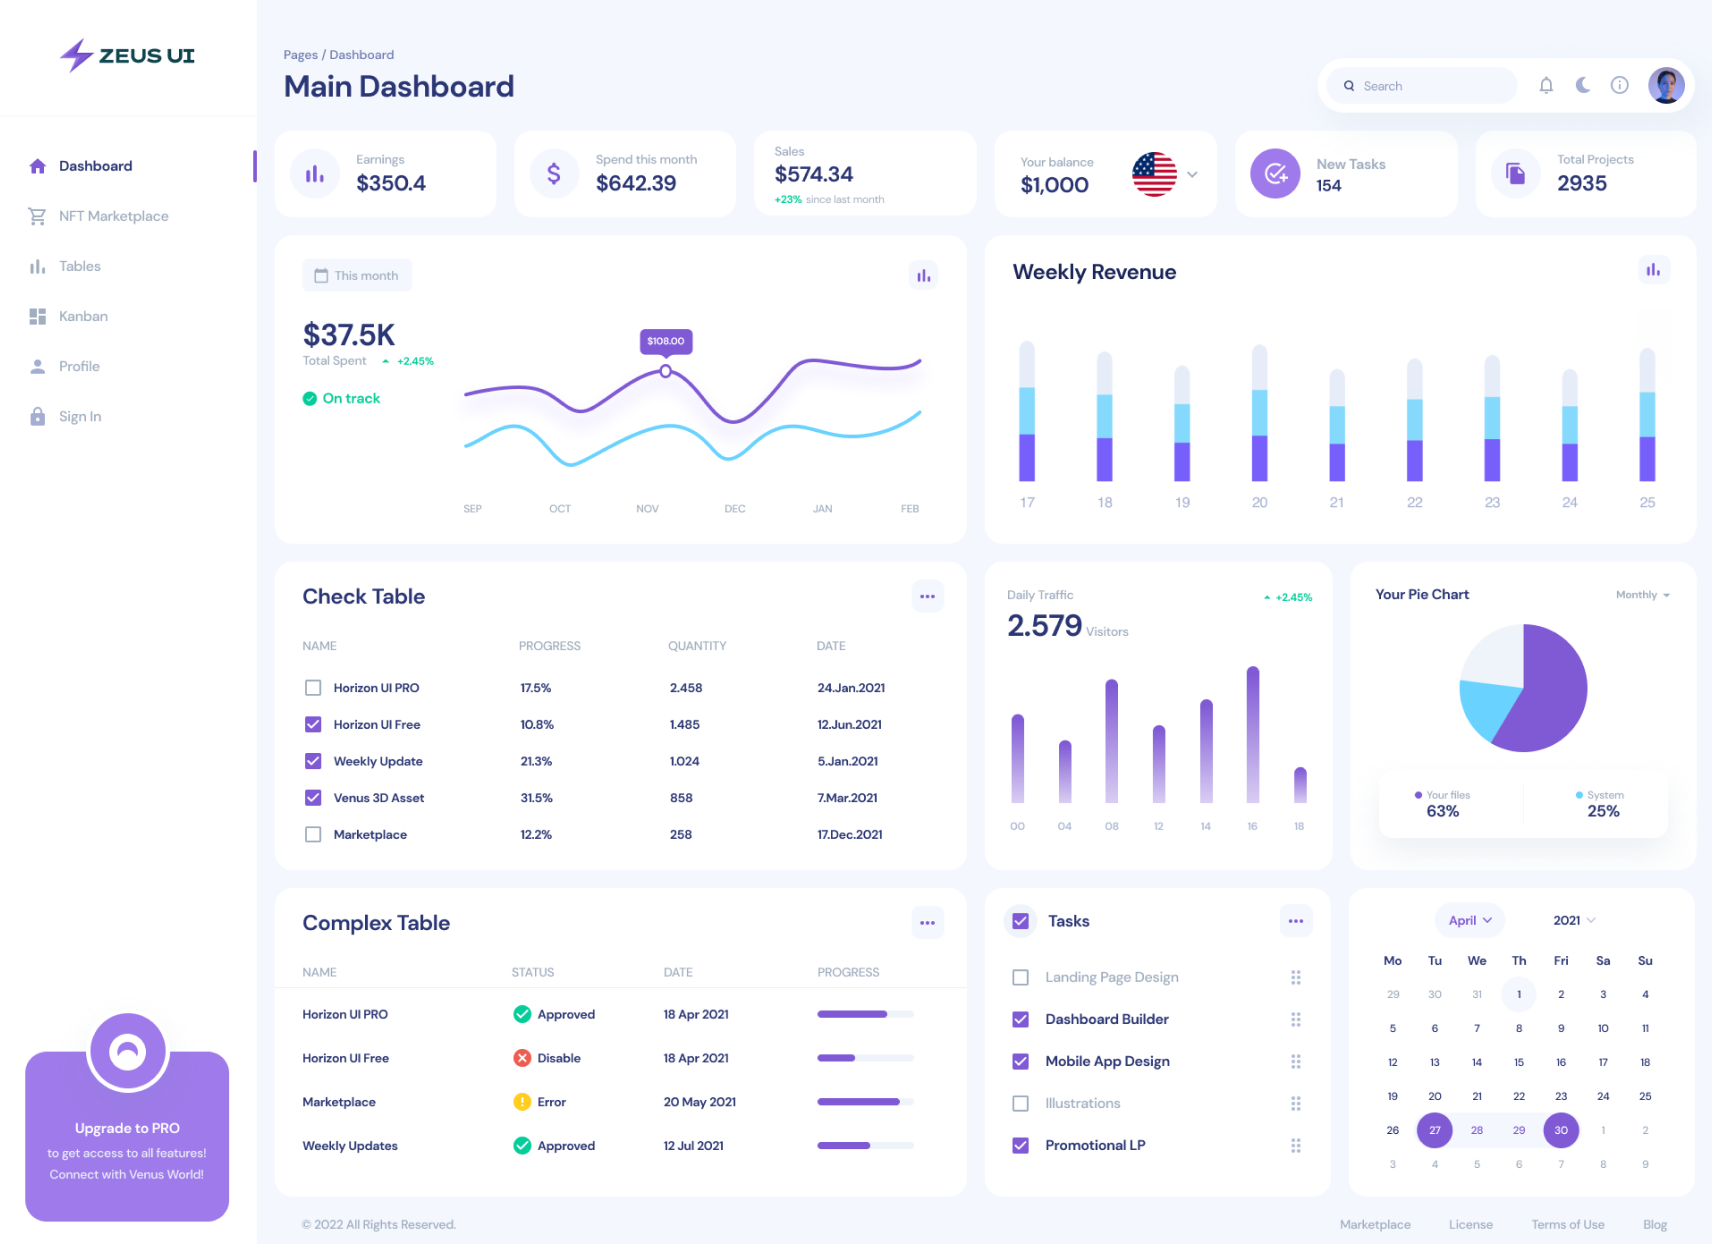 ZEUS UI
Dashboard
NFT Marketplace
Tables
Kanban
Profile
Sign In
Upgrade to PRO
to get access to all features!
Connect with Venus World!
Pages / Dashboard
Main Dashboard
Search
Earnings
$350.4
Spend this month
$642.39
Sales
$574.34
+23% since last month
Your balance
$1,000
New Tasks
154
Total Projects
2935
This month
$37.5K
Total Spent +2.45%
On track
$108.00
SEP OCT NOV DEC JAN FEB
Weekly Revenue
17 18 19 20 21 22 23 24 25
Check Table
NAME PROGRESS QUANTITY DATE
Horizon UI PRO 17.5% 2.458 24.Jan.2021
Horizon UI Free 10.8% 1.485 12.Jun.2021
Weekly Update 21.3% 1.024 5.Jan.2021
Venus 3D Asset 31.5% 858 7.Mar.2021
Marketplace 12.2% 258 17.Dec.2021
Daily Traffic
+2.45%
2.579 Visitors
00 04 08 12 14 16 18
Your Pie Chart
Monthly
Your files
63%
System
25%
Complex Table
NAME STATUS DATE PROGRESS
Horizon UI PRO Approved 18 Apr 2021
Horizon UI Free Disable 18 Apr 2021
Marketplace Error 20 May 2021
Weekly Updates Approved 12 Jul 2021
Tasks
Landing Page Design
Dashboard Builder
Mobile App Design
Illustrations
Promotional LP
April 2021
Mo Tu We Th Fri Sa Su
29 30 31 1 2 3 4
5 6 7 8 9 10 11
12 13 14 15 16 17 18
19 20 21 22 23 24 25
26 27 28 29 30 1 2
3 4 5 6 7 8 9
© 2022 All Rights Reserved.
Marketplace License Terms of Use Blog